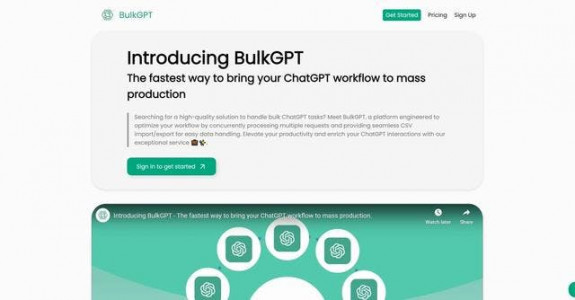 BulkGPT
Get Started Pricing Sign Up
Introducing BulkGPT
The fastest way to bring your ChatGPT workflow to mass
production
Searching for a high-quality solution to handle bulk ChatGPT tasks? Meet BulkGPT, a platform engineered to
optimize your workflow by concurrently processing multiple requests and providing seamless CSV
import/export for easy data handling. Elevate your productivity and enrich your ChatGPT interactions with our
exceptional service
Sign in to get started
Introducing BulkGPT - The fastest way to bring your ChatGPT workflow to mass production.
Watch later
Share